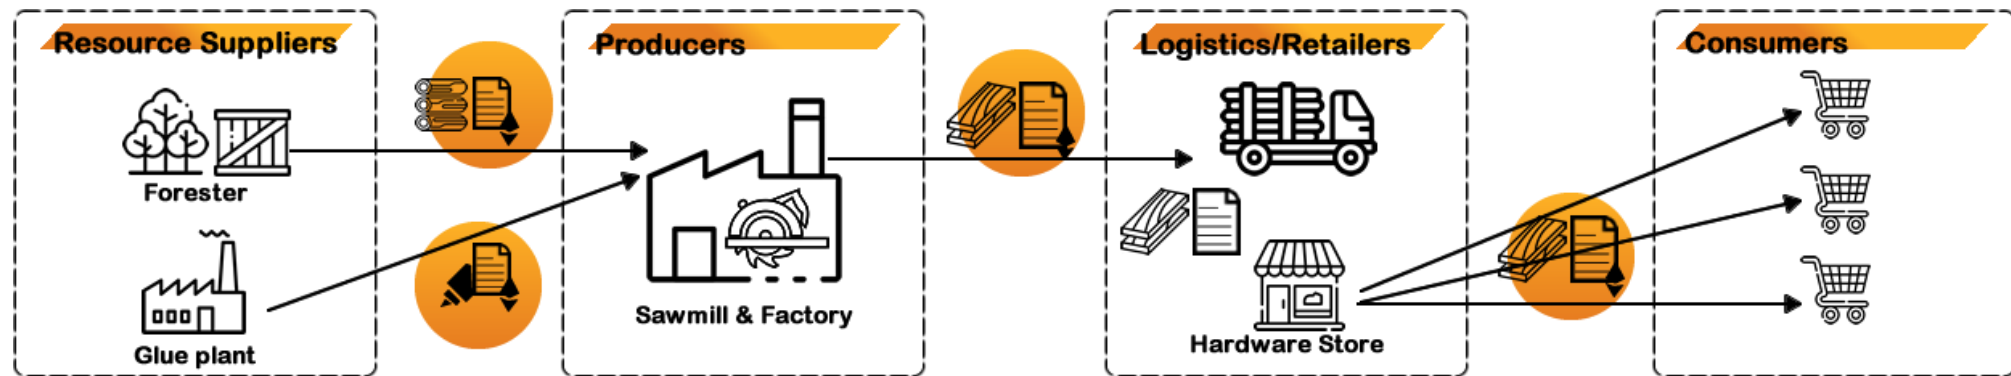 Resource Suppliers
Forester
Glue plant
Producers
Sawmill & Factory
Logistics/Retailers
Hardware Store
Consumers